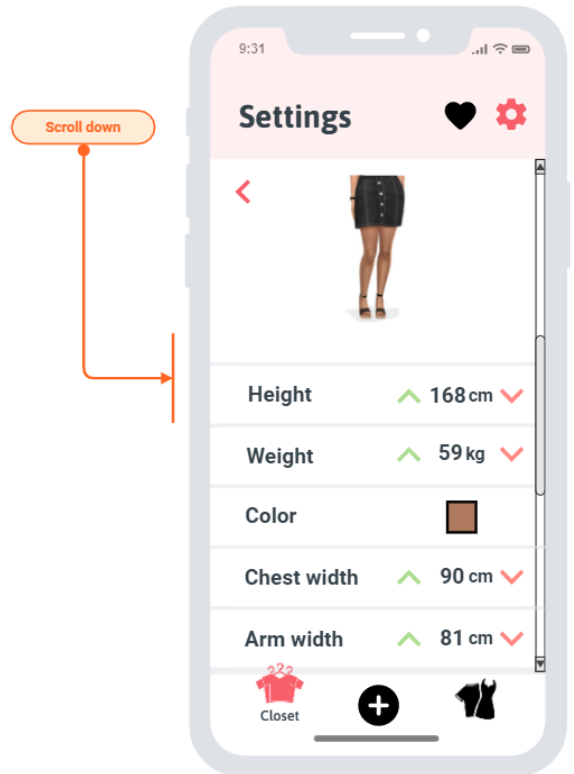 9:31
Scroll down
Settings
Height 168 cm
Weight 59 kg
Color
Chest width 90 cm
Arm width 81 cm
Closet